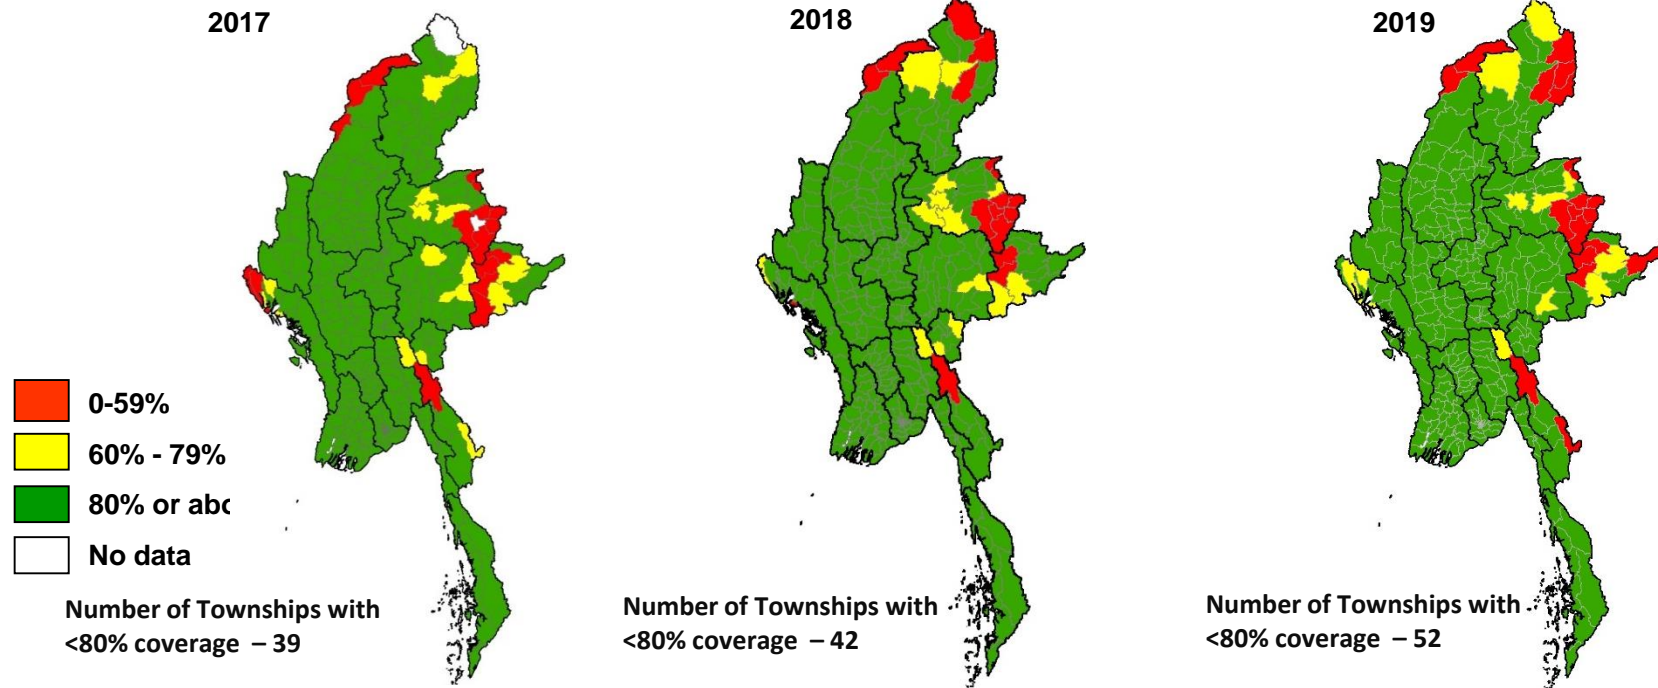 2017
2018
2019
0-59%
60% - 79%
80% or abo
No data
Number of Townships with
<80% coverage – 39
Number of Townships with
<80% coverage – 42
Number of Townships with
<80% coverage – 52